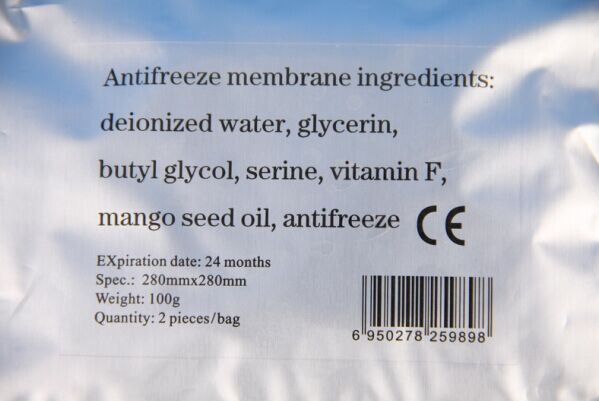 Antifreeze membrane ingredients:
deionized water, glycerin,
butyl glycol, serine, vitamin F,
mango seed oil, antifreeze CE
EXpiration date: 24 months
Spec.: 280mmx280mm
Weight: 100g
Quantity: 2 pieces/bag
6 950278 259898